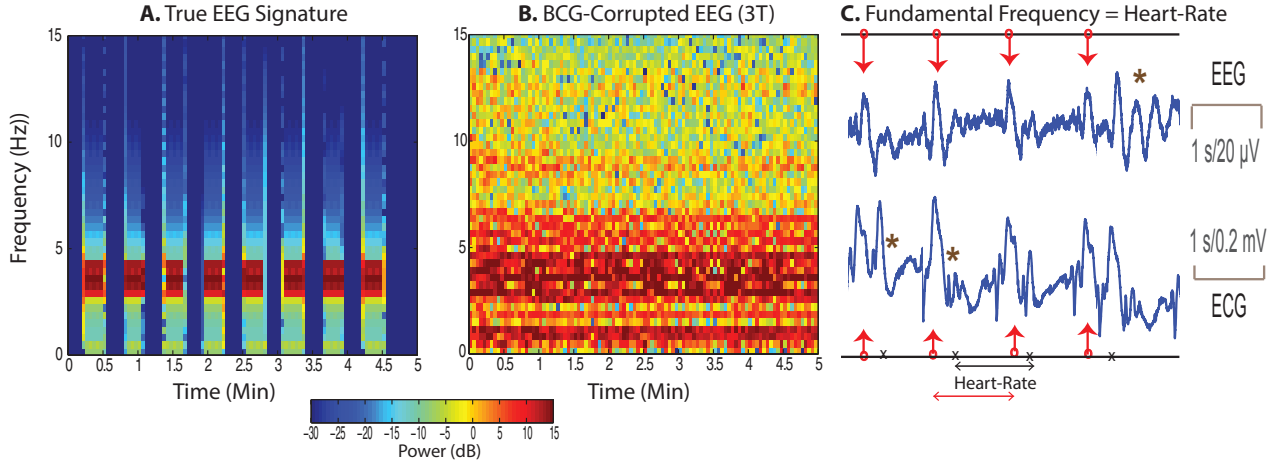 A. True EEG Signature
15
10
5
0
Frequency (Hz))
0 0.5 1 1.5 2 2.5 3 3.5 4 4.5 5
Time (Min)
B. BCG-Corrupted EEG (3T)
15
10
5
0
0 0.5 1 1.5 2 2.5 3 3.5 4 4.5 5
Time (Min)
−30 −25 −20 −15 −10 −5 0 5 10 15
Power (dB)
C. Fundamental Frequency = Heart-Rate
*
EEG
1 s/20 µV
* *
1 s/0.2 mV
ECG
x x x x
Heart-Rate